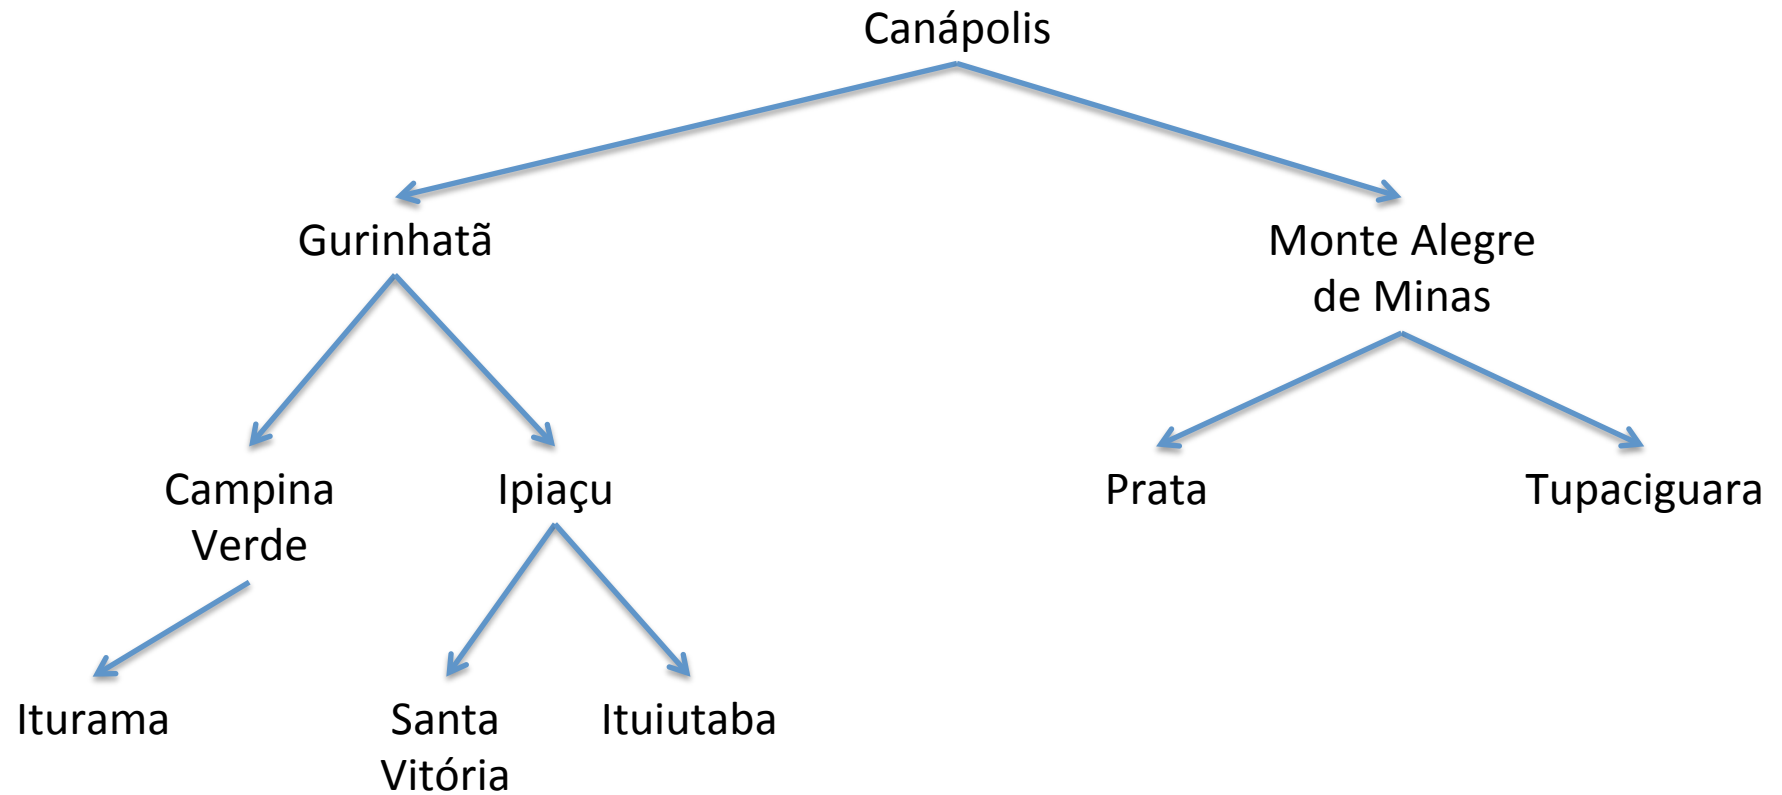 Canápolis
Gurinhatã
Monte Alegre
de Minas
Campina
Verde
Ipiaçu
Prata
Tupaciguara
Iturama
Santa
Vitória
Ituiutaba